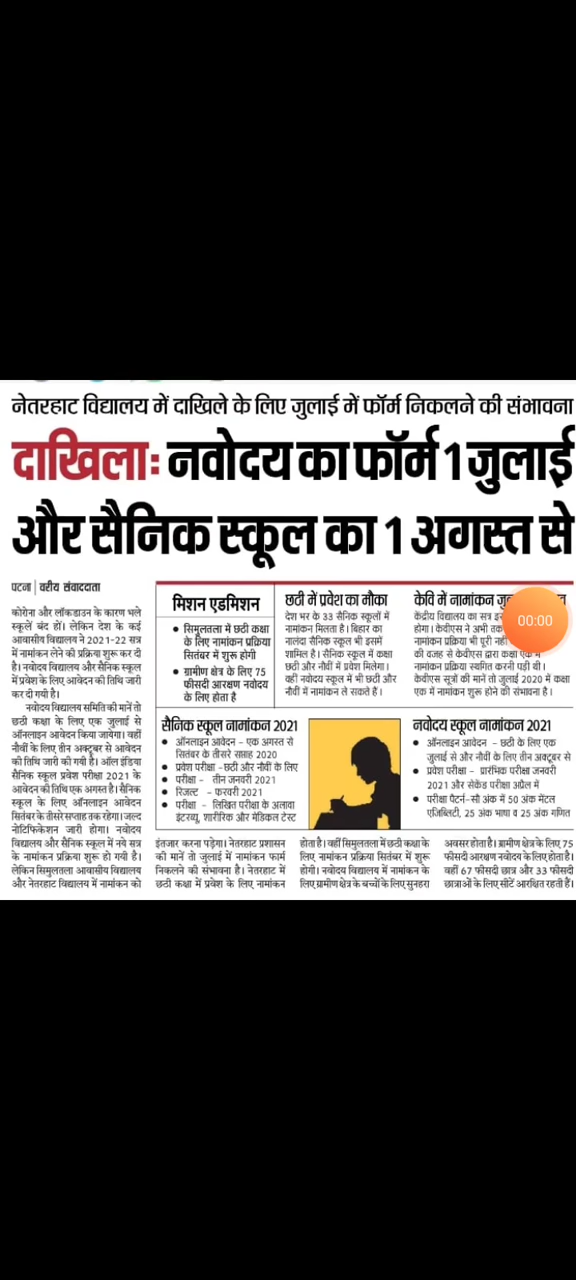 नेतरहाट विद्यालय में दाखिले के लिए जुलाई में फॉर्म निकलने की संभावना
दाखिला: नवोदय का फॉर्म 1 जुलाई
और सैनिक स्कूल का 1 अगस्त से
पटना | वरीय संवाददाता
कोरोना और लॉकडाउन के कारण भले
स्कूलें बंद हों। लेकिन देश के कई
आवासीय विद्यालय ने 2021-22 सत्र
में नामांकन लेने की प्रक्रिया शुरू कर दी
है। नवोदय विद्यालय और सैनिक स्कूल
में प्रवेश के लिए आवेदन की तिथि जारी
कर दी गयी है।
नवोदय विद्यालय समिति की मानें तो
छठी कक्षा के लिए एक जुलाई से
ऑनलाइन आवेदन किया जायेगा। वहीं
नौवीं के लिए तीन अक्टूबर से आवेदन
की तिथि जारी की गयी है। ऑल इंडिया
सैनिक स्कूल प्रवेश परीक्षा 2021 के
आवेदन की तिथि एक अगस्त है। सैनिक
स्कूल के लिए ऑनलाइन आवेदन
सितंबर के तीसरे सप्ताह तक रहेगा। जल्द
नोटिफिकेशन जारी होगा। नवोदय
विद्यालय और सैनिक स्कूल में नये सत्र
के नामांकन प्रक्रिया शुरू हो गयी है।
लेकिन सिमुलतला आवासीय विद्यालय
और नेतरहाट विद्यालय में नामांकन को
मिशन एडमिशन
• सिमुलतला में छठी कक्षा
के लिए नामांकन प्रक्रिया
सितंबर में शुरू होगी
• ग्रामीण क्षेत्र के लिए 75
फीसदी आरक्षण नवोदय
के लिए होता है
छठी में प्रवेश का मौका
देश भर के 33 सैनिक स्कूलों में
नामांकन मिलता है। बिहार का
नालंदा सैनिक स्कूल भी इसमें
शामिल है। सैनिक स्कूल में कक्षा
छठी और नौवीं में प्रवेश मिलेगा।
वहीं नवोदय स्कूल में भी छठी और
नौवीं में नामांकन ले सकते हैं।
केवि में नामांकन
केंद्रीय विद्यालय का सत्र
होगा। केवीएस ने अभी तक
नामांकन प्रक्रिया भी पूरी नहीं
की वजह से केवीएस द्वारा कक्षा एक में
नामांकन प्रक्रिया स्थगित करनी पड़ी थी।
केवीएस सूत्रों की मानें तो जुलाई 2020 में कक्षा
एक में नामांकन शुरू होने की संभावना है।
00:00
सैनिक स्कूल नामांकन 2021
• ऑनलाइन आवेदन – एक अगस्त से
सितंबर के तीसरे साप्ताह 2020
• प्रवेश परीक्षा -छठी और नौवीं के लिए
• परीक्षा – तीन जनवरी 2021
• रिजल्ट – फरवरी 2021
• परीक्षा – लिखित परीक्षा के अलावा
इंटरव्यू, शारीरिक और मेडिकल टेस्ट
नवोदय स्कूल नामांकन 2021
• ऑनलाइन आवेदन – छठी के लिए एक
जुलाई से और नौवीं के लिए तीन अक्टूबर से
• प्रवेश परीक्षा – प्रारंभिक परीक्षा जनवरी
2021 और सेकेंड परीक्षा अप्रैल में
• परीक्षा पैटर्न–सौ अंक में 50 अंक मेंटल
एजिब्लिटी, 25 अंक भाषा व 25 अंक गणित
इंतजार करना पड़ेगा। नेतरहाट प्रशासन
की मानें तो जुलाई में नामांकन फार्म
निकलने की संभावना है। नेतरहाट में
छठी कक्षा में प्रवेश के लिए नामांकन
होता है। वहीं सिमुलतला में छठी कक्षा के
लिए नामांकन प्रक्रिया सितंबर में शुरू
होगी। नवोदय विद्यालय में नामांकन के
लिए ग्रामीण क्षेत्र के बच्चों के लिए सुनहरा
अवसर होता है। ग्रामीण क्षेत्र के लिए 75
फीसदी आरक्षण नवोदय के लिए होता है।
वहीं 67 फीसदी छात्र और 33 फीसदी
छात्राओं के लिए सीटें आरक्षित रहती हैं।